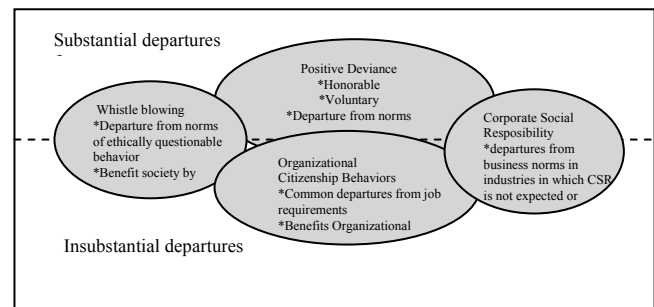 Substantial departures
Positive Deviance
*Honorable
*Voluntary
*Departure from norms
Whistle blowing
*Departure from norms
of ethically questionable
behavior
*Benefit society by
Corporate Social
Resposibility
*departures from
business norms in
industries in which CSR
is not expected or
Organizational
Citizenship Behaviors
*Common departures from job
requirements
*Benefits Organizational
Insubstantial departures